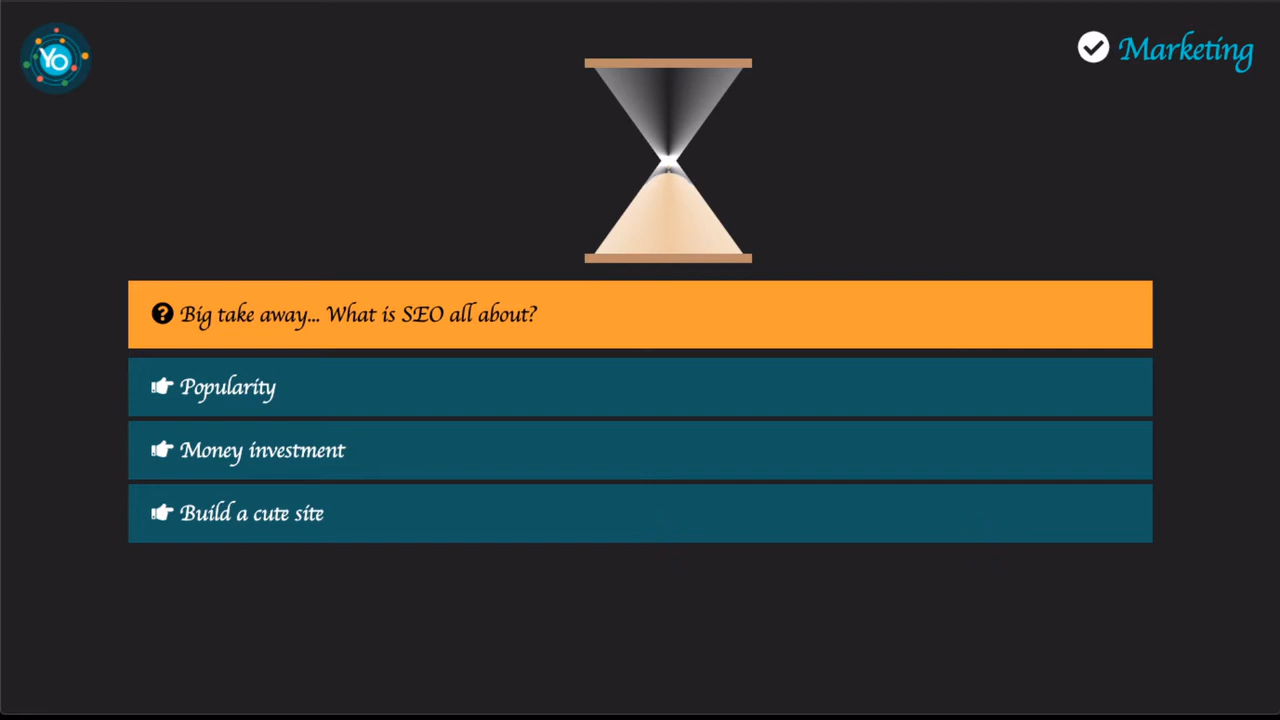 Yo
Marketing
Big take away... What is SEO all about?
Popularity
Money investment
Build a cute site